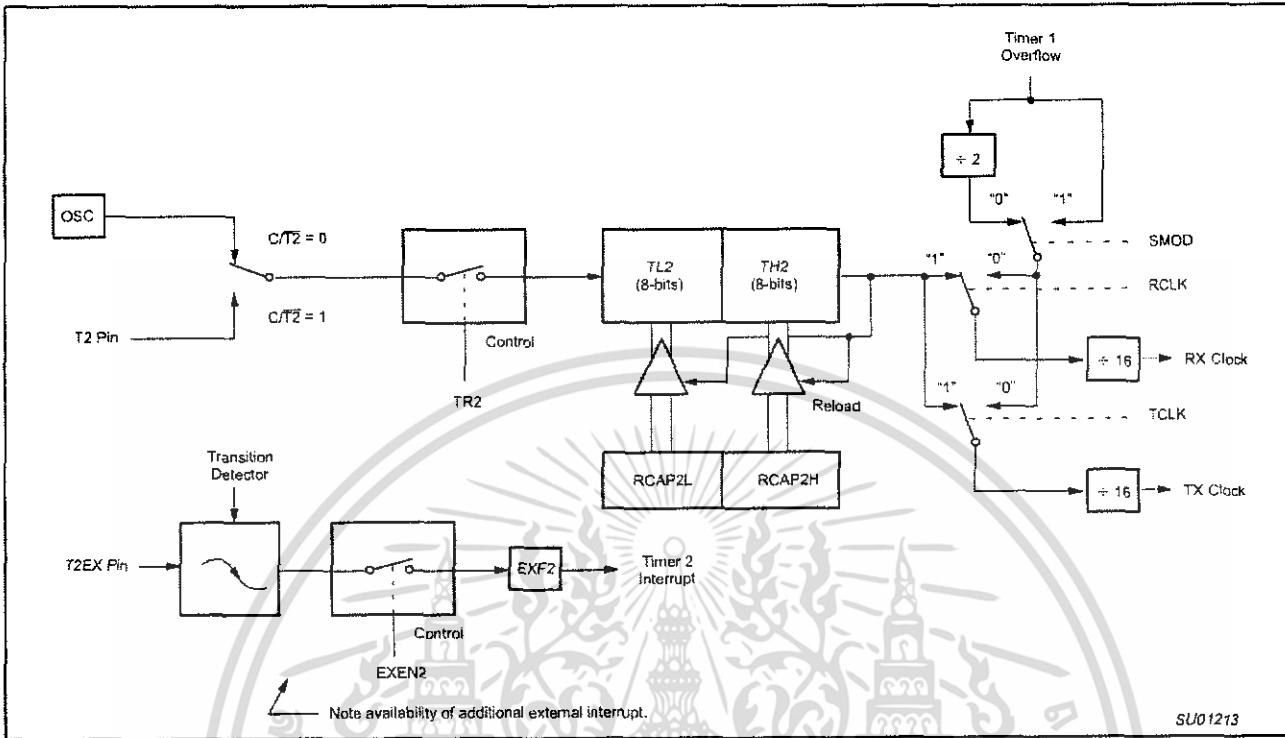 Timer 1
Overflow
÷ 2
"0"
"1"
OSC
C/T2̅ = 0
SMOD
TL2
(8-bits)
TH2
(8-bits)
"1"
"0"
RCLK
T2 Pin
C/T2̅ = 1
Control
÷ 16
RX Clock
TR2
Reload
"1"
"0"
TCLK
Transition
Detector
RCAP2L
RCAP2H
÷ 16
TX Clock
T2EX Pin
EXF2
Timer 2
Interrupt
Control
EXEN2
Note availability of additional external interrupt.
SU01213